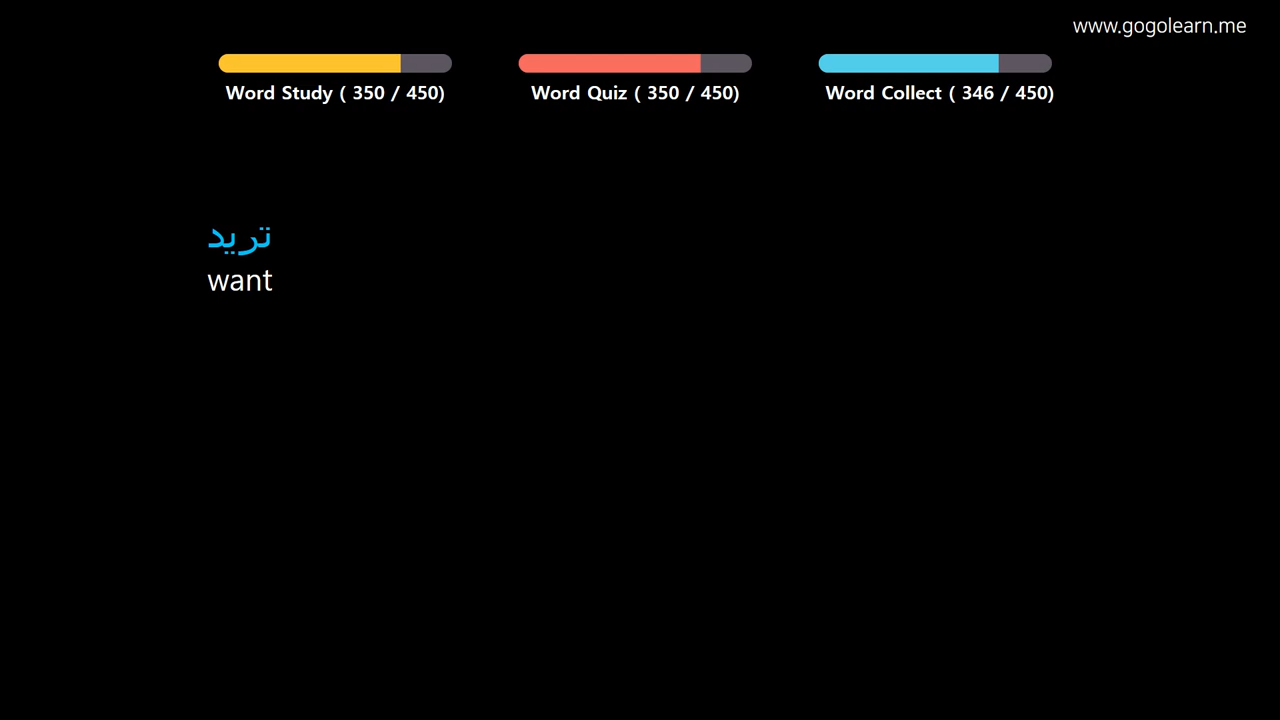 www.gogolearn.me
Word Study ( 350 / 450)
Word Quiz ( 350 / 450)
Word Collect ( 346 / 450)
تريد
want